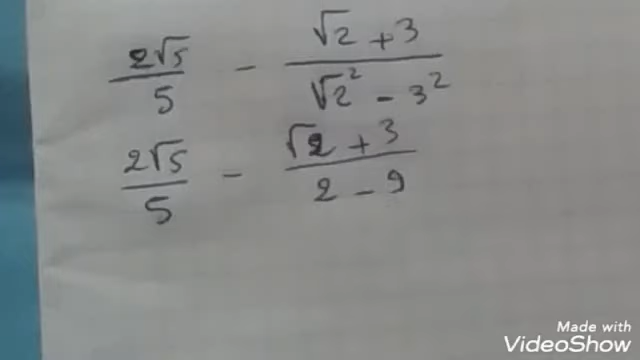 2√5/5 - (√2 + 3)/(√2² - 3²)
2√5/5 - (√2 + 3)/(2 - 9)
Made with
VideoShow